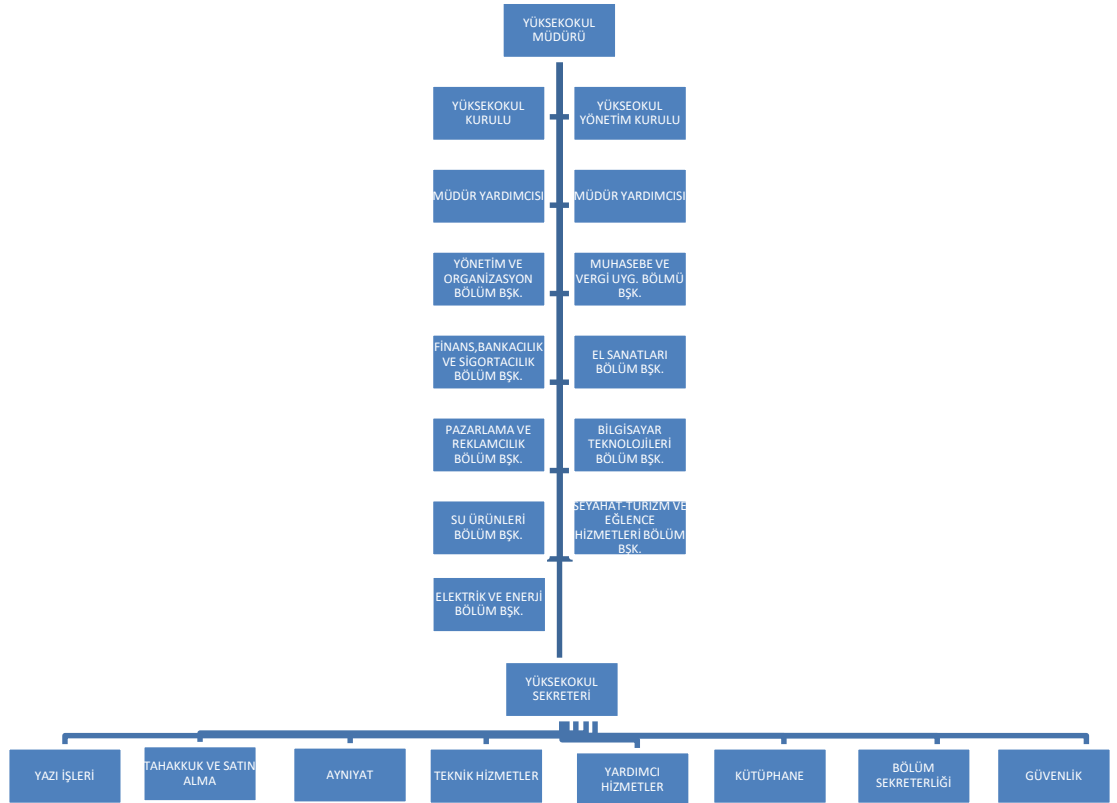 YÜKSEKOKUL
MÜDÜRÜ
YÜKSEKOKUL
KURULU
YÜKSEOKUL
YÖNETİM KURULU
MÜDÜR YARDIMCISI
MÜDÜR YARDIMCISI
YÖNETİM VE
ORGANİZASYON
BÖLÜM BŞK.
MUHASEBE VE
VERGİ UYG. BÖLMÜ
BŞK.
FİNANS,BANKACILIK
VE SİGORTACILIK
BÖLÜM BŞK.
EL SANATLARI
BÖLÜM BŞK.
PAZARLAMA VE
REKLAMCILIK
BÖLÜM BŞK.
BİLGİSAYAR
TEKNOLOJİLERİ
BÖLÜM BŞK.
SU ÜRÜNLERİ
BÖLÜM BŞK.
SEYAHAT-TURİZM VE
EĞLENCE
HİZMETLERİ BÖLÜM
BŞK.
ELEKTRİK VE ENERJİ
BÖLÜM BŞK.
YÜKSEKOKUL
SEKRETERİ
YAZI İŞLERİ
TAHAKKUK VE SATIN
ALMA
AYNIYAT
TEKNİK HİZMETLER
YARDIMCI
HİZMETLER
KÜTÜPHANE
BÖLÜM
SEKRETERLİĞİ
GÜVENLİK